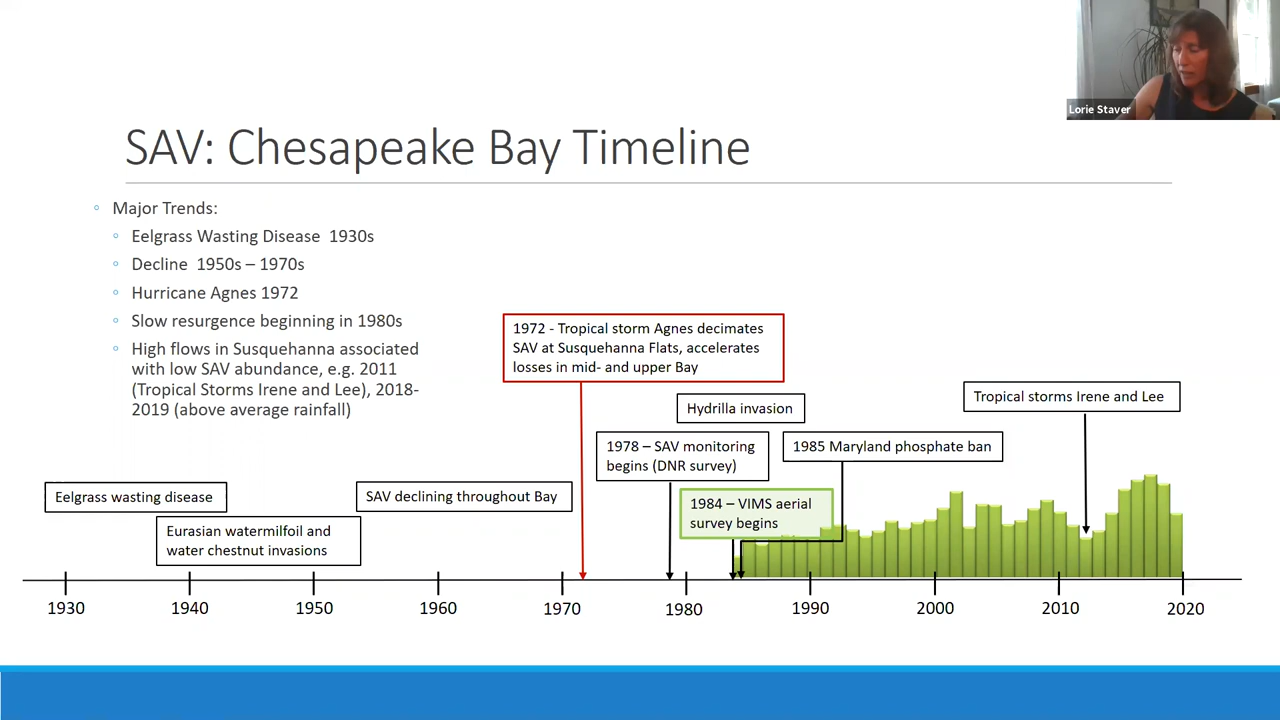 Lorie Staver
SAV: Chesapeake Bay Timeline
Major Trends:
Eelgrass Wasting Disease 1930s
Decline 1950s – 1970s
Hurricane Agnes 1972
Slow resurgence beginning in 1980s
High flows in Susquehanna associated
with low SAV abundance, e.g. 2011
(Tropical Storms Irene and Lee), 2018-
2019 (above average rainfall)
1972 - Tropical storm Agnes decimates
SAV at Susquehanna Flats, accelerates
losses in mid- and upper Bay
Hydrilla invasion
Tropical storms Irene and Lee
1978 – SAV monitoring
begins (DNR survey)
1985 Maryland phosphate ban
Eelgrass wasting disease
SAV declining throughout Bay
1984 – VIMS aerial
survey begins
Eurasian watermilfoil and
water chestnut invasions
1930 1940 1950 1960 1970 1980 1990 2000 2010 2020